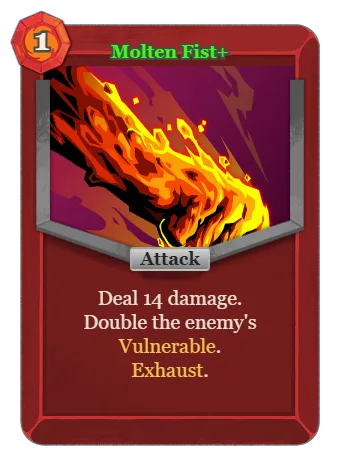 1
Molten Fist+
Attack
Deal 14 damage.
Double the enemy's
Vulnerable.
Exhaust.